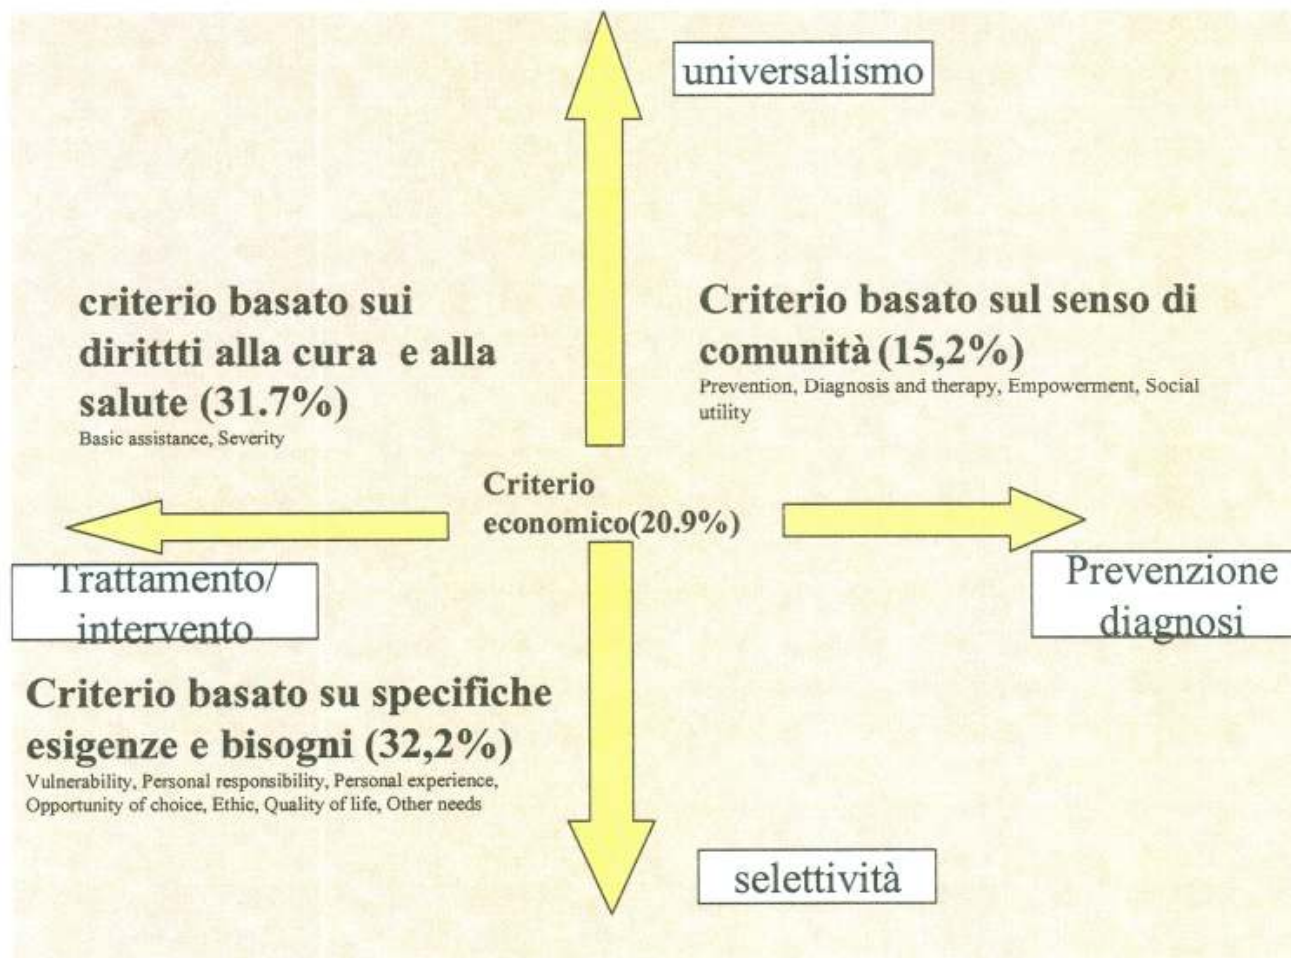 universalismo
criterio basato sui
dirittti alla cura e alla
salute (31.7%)
Basic assistance, Severity
Criterio basato sul senso di
comunità (15,2%)
Prevention, Diagnosis and therapy, Empowerment, Social
utility
Criterio
economico(20.9%)
Trattamento/
intervento
Prevenzione
diagnosi
Criterio basato su specifiche
esigenze e bisogni (32,2%)
Vulnerability, Personal responsibility, Personal experience,
Opportunity of choice, Ethic, Quality of life, Other needs
selettività